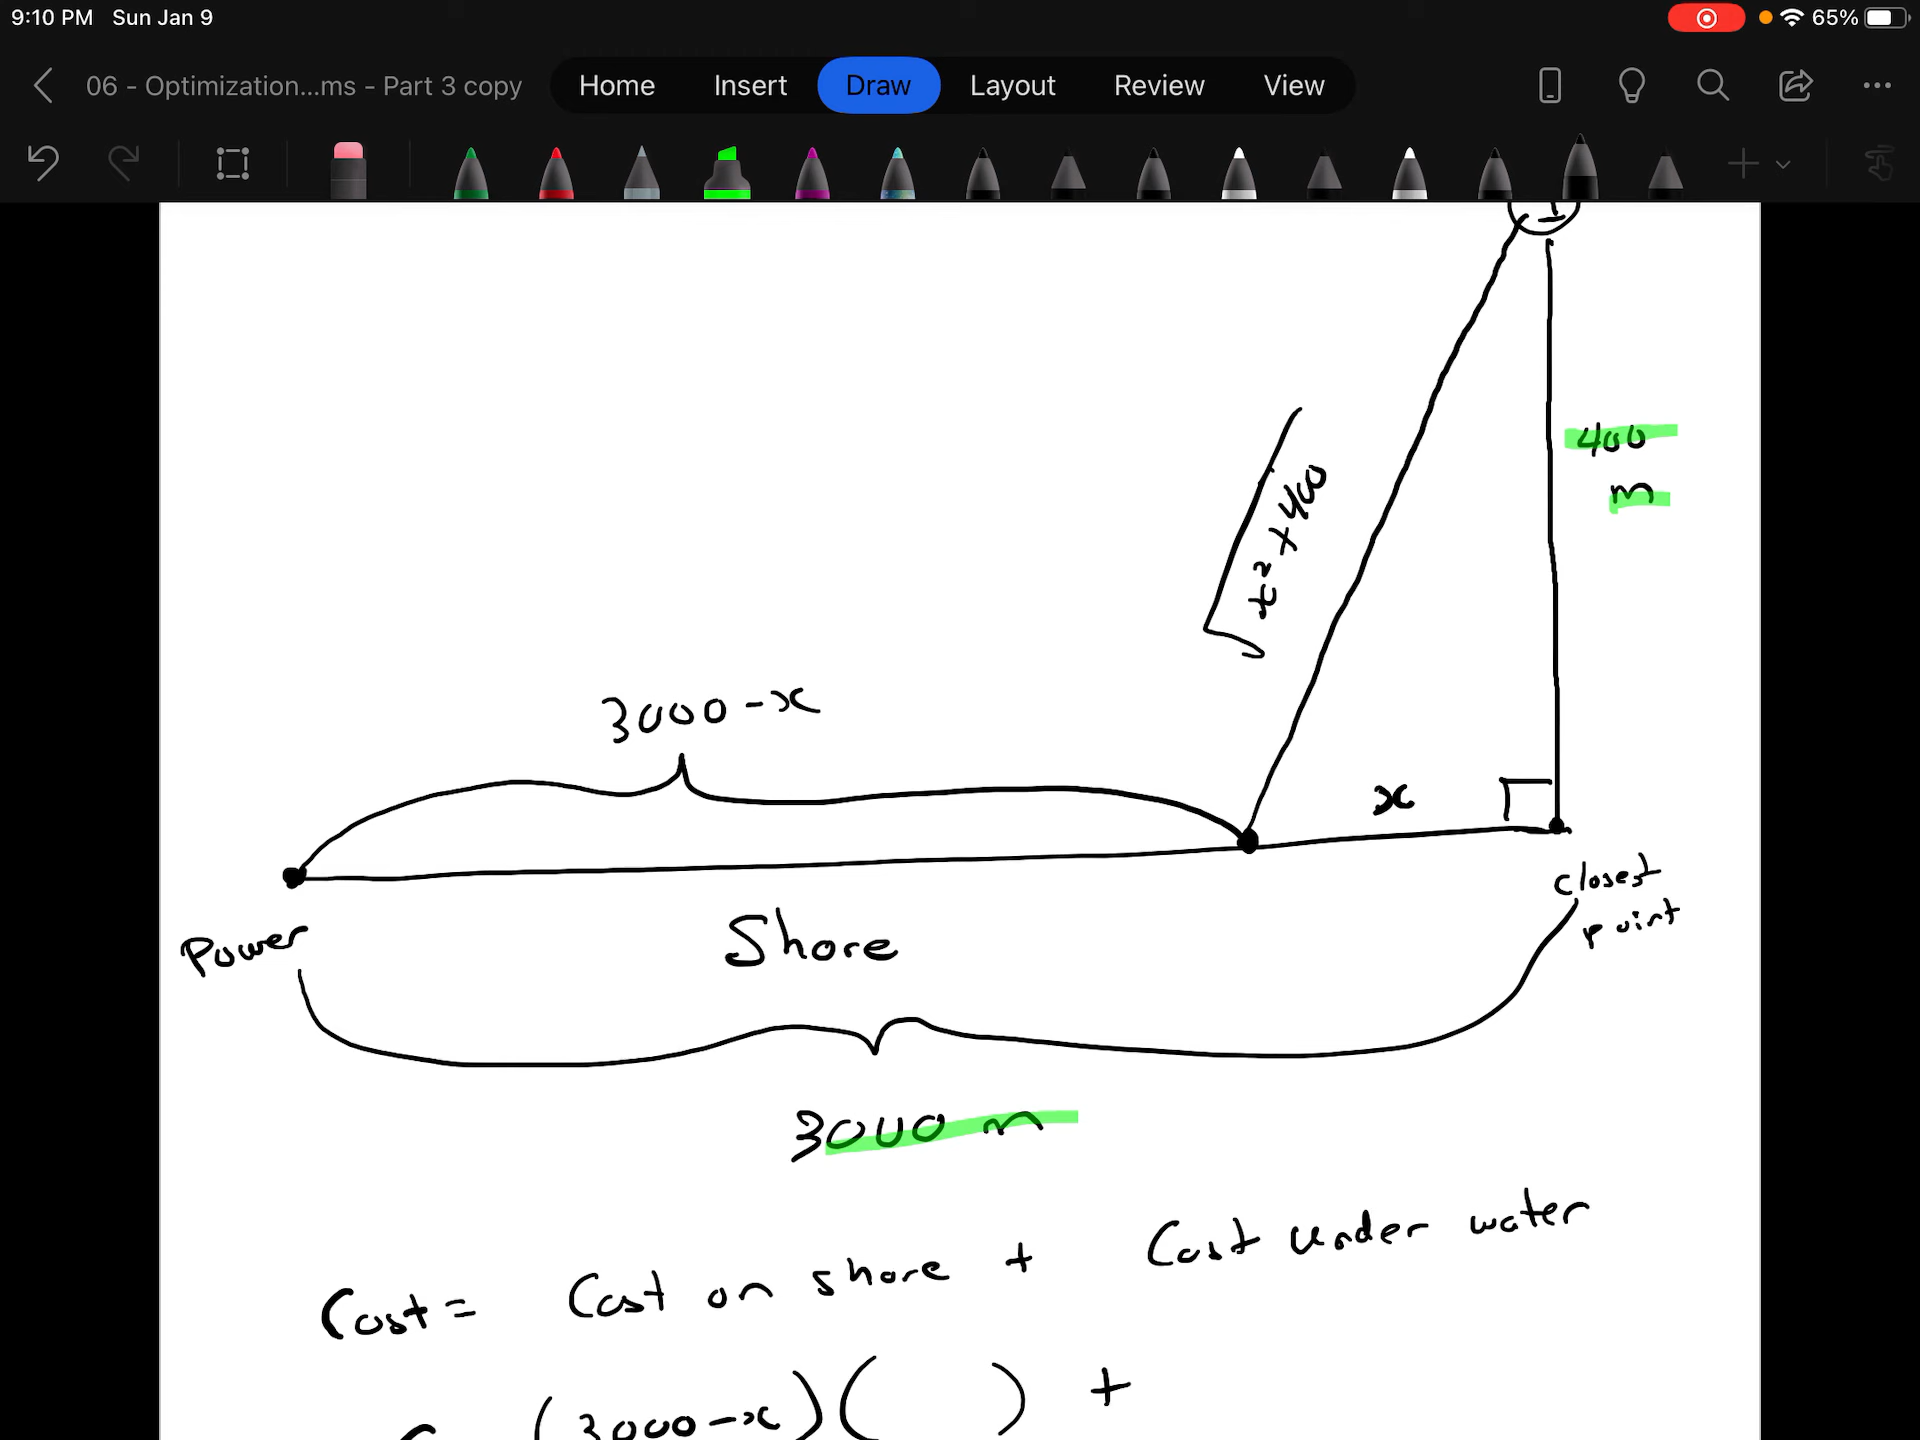 9:10 PM Sun Jan 9
65%
06 - Optimization...ms - Part 3 copy
Home Insert Draw Layout Review View
I
400
m
√x²+400
3000-x
x
Closest
point
Power
Shore
3000 m
Cost = Cost on shore + Cost under water
(3000-x)( ) +